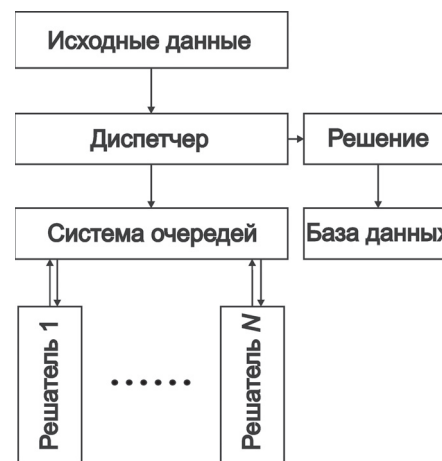 Исходные данные
Диспетчер
Решение
Система очередей
База данных
Решатель 1
......
Решатель N